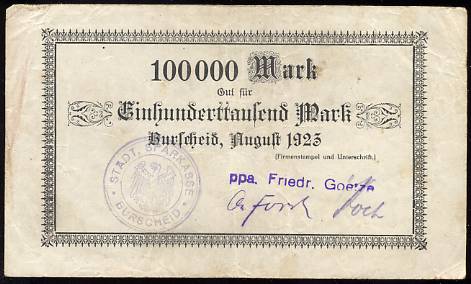 100000 Mark
Gut für
Einhunderttausend Mark
Burscheid, August 1923
(Firmenstempel und Unterschrift.)
STÄDT. SPARKASSE
BURSCHEID
ppa. Friedr. Goetze